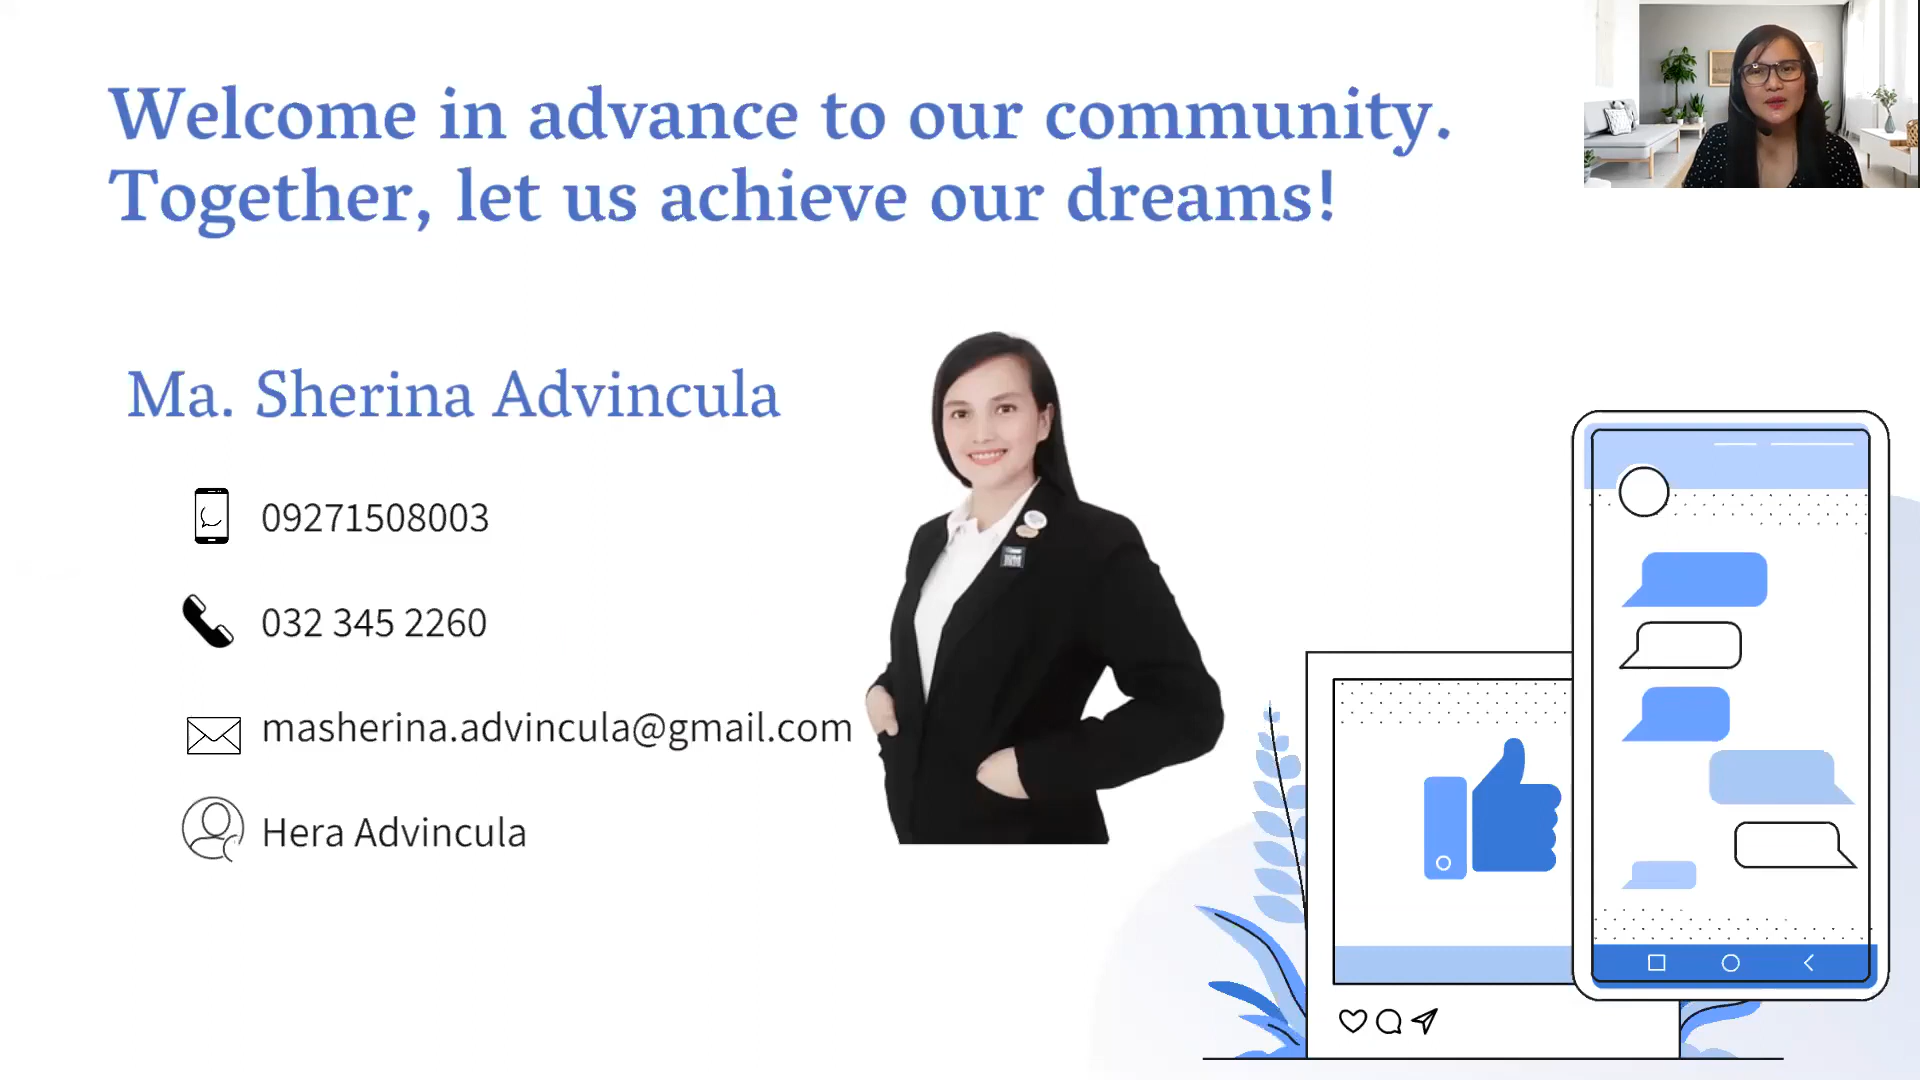 Welcome in advance to our community.
Together, let us achieve our dreams!
Ma. Sherina Advincula
09271508003
032 345 2260
masherina.advincula@gmail.com
Hera Advincula